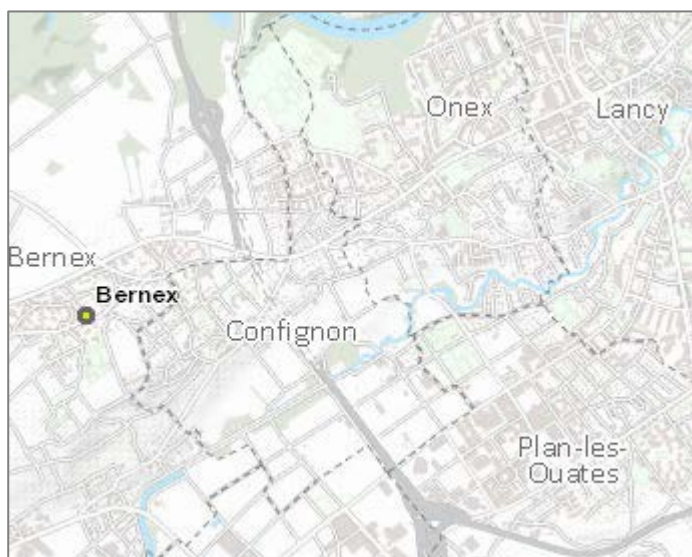 Onex
Lancy
Bernex
Bernex
Confignon
Plan-les-
Ouates